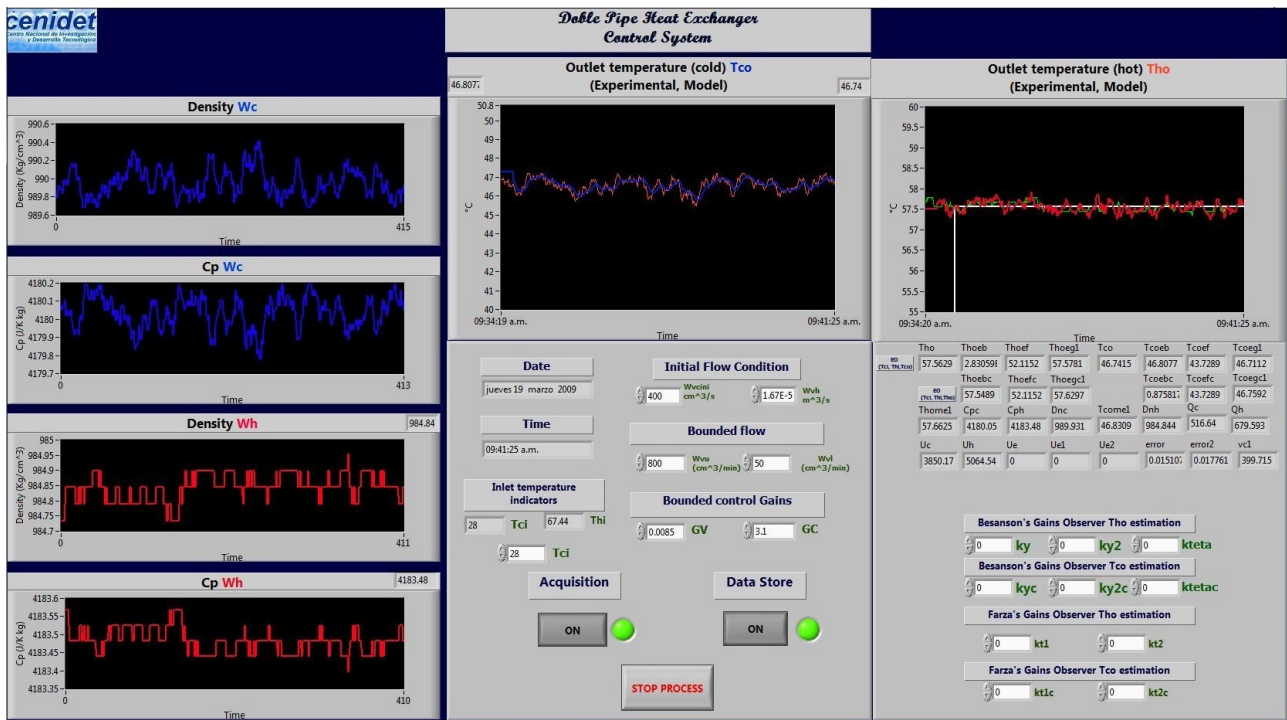 cenidet
Centro Nacional de Investigación
y Desarrollo Tecnológico
Doble Pipe Heat Exchanger
Control System
Density Wc
Density (Kg/cm^3)
990.6
990.4
990.2
990
989.8
989.6
0
415
Time
Cp Wc
Cp (J/K kg)
4180.2
4180.1
4180
4179.9
4179.8
4179.7
0
413
Time
Density Wh
984.84
Density (Kg/cm^3)
985
984.95
984.9
984.85
984.8
984.75
984.7
0
411
Time
Cp Wh
4183.48
Cp (J/K kg)
4183.6
4183.55
4183.5
4183.45
4183.4
4183.35
0
410
Time
Outlet temperature (cold) Tco
46.8077
(Experimental, Model)
46.74
°C
50.8
50
49
48
47
46
45
44
43
42
41
40
09:34:19 a.m.
09:41:25 a.m.
Time
Outlet temperature (hot) Tho
(Experimental, Model)
°C
60
59.5
59
58.5
58
57.5
57
56.5
56
55.5
55
09:34:20 a.m.
09:41:25 a.m.
Time
Date
jueves 19 marzo 2009
Time
09:41:25 a.m.
Inlet temperature
indicators
28 Tci 67.44 Thi
28 Tci
Initial Flow Condition
400 Wvcini cm^3/s 1.67E-5 Wvh m^3/s
Bounded flow
800 Wvu (cm^3/min) 50 Wvl (cm^3/min)
Bounded control Gains
0.0085 GV 3.1 GC
Acquisition
ON
Data Store
ON
STOP PROCESS
Tho Thoeb Thoef Thoeg1 Tco Tcoeb Tcoef Tcoeg1
EO
(Tci, Thi,Tco)
57.5629 2.83059 52.1152 57.5781 46.7415 46.8077 43.7289 46.7112
Thoebc Thoefc Thoegc1 Tcoebc Tcoefc Tcoegc1
EO
(Tci, Thi,Tho)
57.5489 52.1152 57.6297 0.87581 43.7289 46.7592
Thome1 Cpc Cph Dnc Tcome1 Dnh Qc Qh
57.6625 4180.05 4183.48 989.931 46.8309 984.844 516.64 679.593
Uc Uh Ue Ue1 Ue2 error error2 vc1
3850.17 5064.54 0 0 0 0.01510 0.017761 399.715
Besanson's Gains Observer Tho estimation
0 ky 0 ky2 0 kteta
Besanson's Gains Observer Tco estimation
0 kyc 0 ky2c 0 ktetac
Farza's Gains Observer Tho estimation
0 kt1 0 kt2
Farza's Gains Observer Tco estimation
0 kt1c 0 kt2c